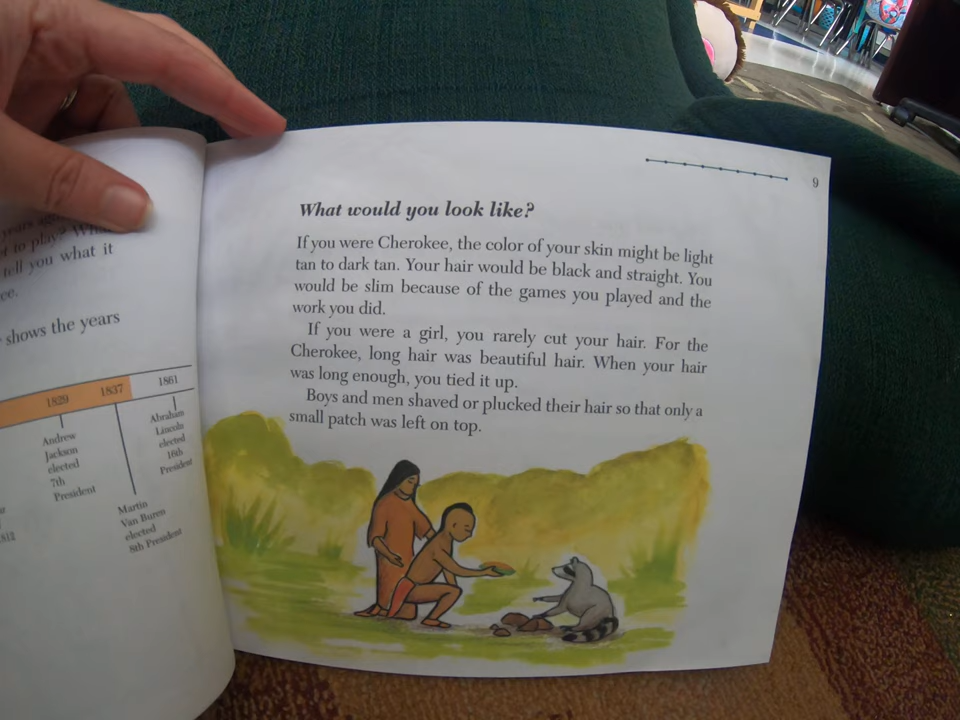 years
t to play?
tell you what it
ce.
shows the years
1829
1837
1861
Andrew
Jackson
elected
7th
President
Martin
Van Buren
elected
8th President
Abraham
Lincoln
elected
16th
President
1812
9
What would you look like?
If you were Cherokee, the color of your skin might be light
tan to dark tan. Your hair would be black and straight. You
would be slim because of the games you played and the
work you did.
If you were a girl, you rarely cut your hair. For the
Cherokee, long hair was beautiful hair. When your hair
was long enough, you tied it up.
Boys and men shaved or plucked their hair so that only a
small patch was left on top.